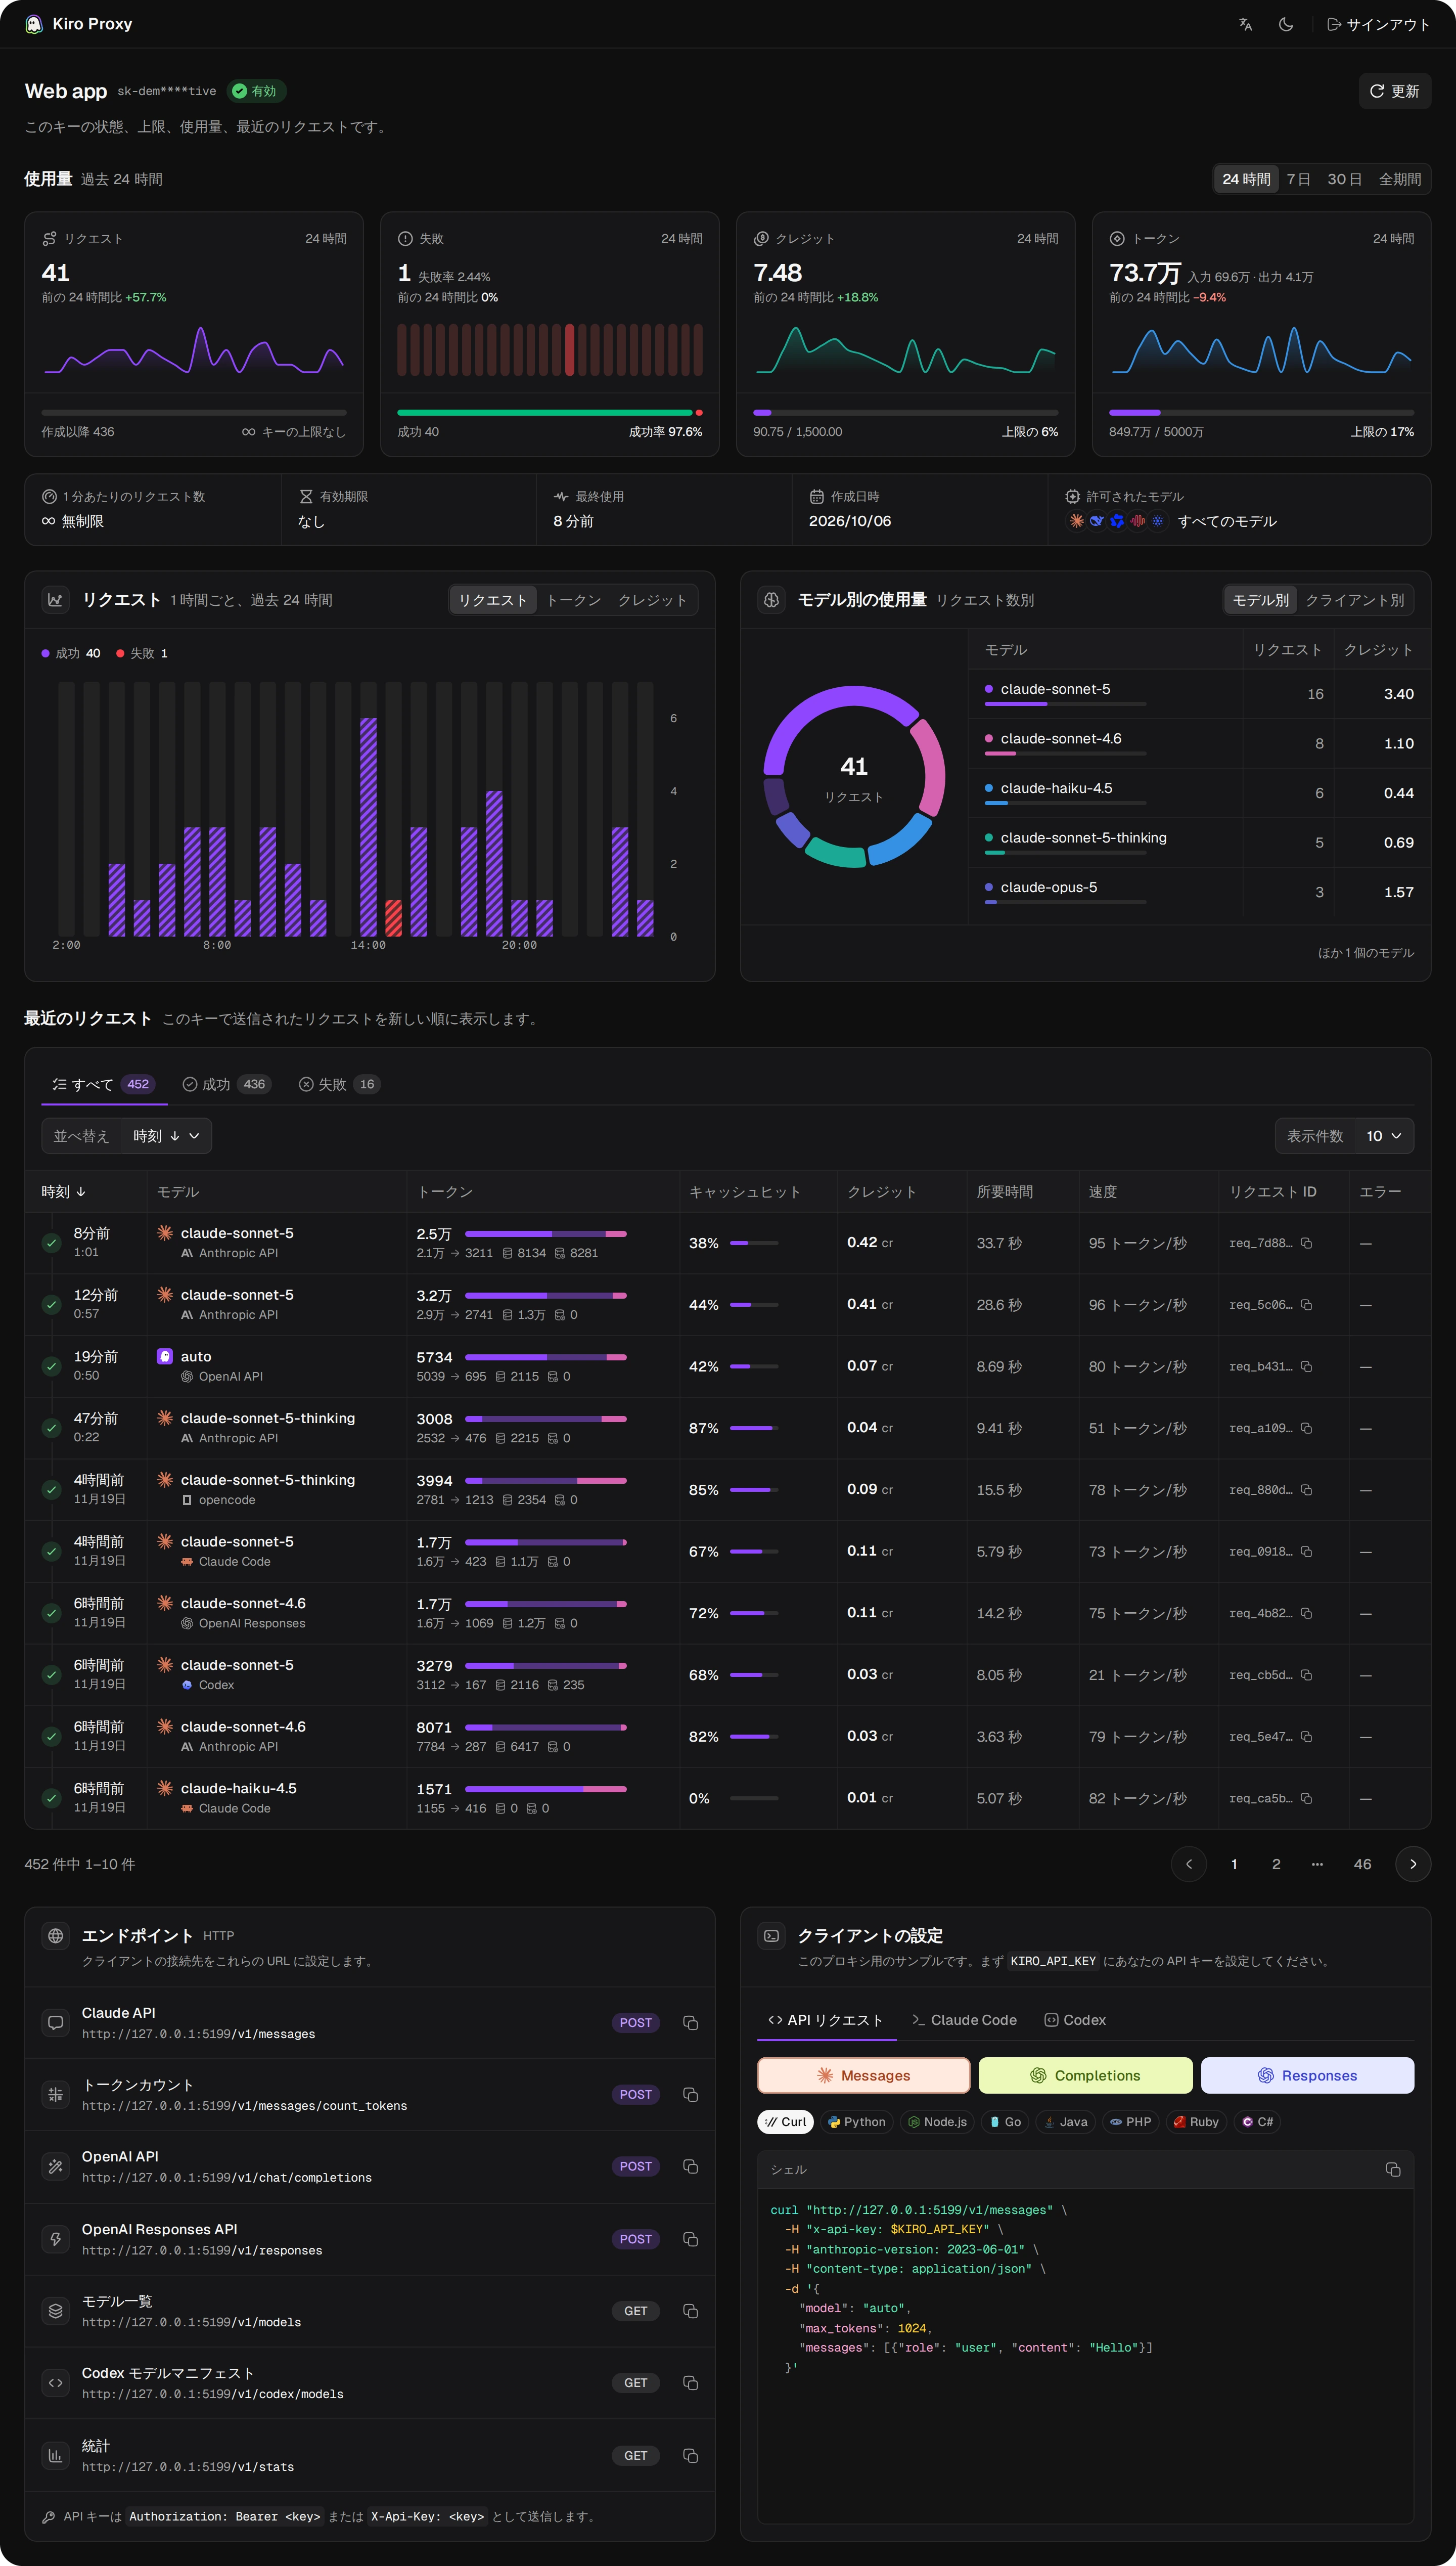 Kiro Proxy
サインアウト
Web app sk-dem****tive 有効
更新
このキーの状態、上限、使用量、最近のリクエストです。
使用量 過去 24 時間
24 時間 7 日 30 日 全期間
リクエスト 24 時間
41
前の 24 時間比 +57.7%
作成以降 436 キーの上限なし
失敗 24 時間
1 失敗率 2.44%
前の 24 時間比 0%
成功 40 成功率 97.6%
クレジット 24 時間
7.48
前の 24 時間比 +18.8%
90.75 / 1,500.00 上限の 6%
トークン 24 時間
73.7万 入力 69.6万 · 出力 4.1万
前の 24 時間比 -9.4%
849.7万 / 5000万 上限の 17%
1 分あたりのリクエスト数
無制限
有効期限
なし
最終使用
8 分前
作成日時
2026/10/06
許可されたモデル
すべてのモデル
リクエスト 1 時間ごと、過去 24 時間
リクエスト トークン クレジット
成功 40 失敗 1
6
4
2
0
2:00 8:00 14:00 20:00
モデル別の使用量 リクエスト数別
モデル別 クライアント別
41
リクエスト
モデル リクエスト クレジット
claude-sonnet-5 16 3.40
claude-sonnet-4.6 8 1.10
claude-haiku-4.5 6 0.44
claude-sonnet-5-thinking 5 0.69
claude-opus-5 3 1.57
ほか 1 個のモデル
最近のリクエスト このキーで送信されたリクエストを新しい順に表示します。
すべて 452 成功 436 失敗 16
並べ替え 時刻 ↓
表示件数 10
時刻 ↓ モデル トークン キャッシュヒット クレジット 所要時間 速度 リクエスト ID エラー
8分前 claude-sonnet-5 2.5万 38% 0.42 cr 33.7 秒 95 トークン/秒 req_7d88… —
1:01 Anthropic API 2.1万 → 3211 8134 8281
12分前 claude-sonnet-5 3.2万 44% 0.41 cr 28.6 秒 96 トークン/秒 req_5c06… —
0:57 Anthropic API 2.9万 → 2741 1.3万 0
19分前 auto 5734 42% 0.07 cr 8.69 秒 80 トークン/秒 req_b431… —
0:50 OpenAI API 5039 → 695 2115 0
47分前 claude-sonnet-5-thinking 3008 87% 0.04 cr 9.41 秒 51 トークン/秒 req_a109… —
0:22 Anthropic API 2532 → 476 2215 0
4時間前 claude-sonnet-5-thinking 3994 85% 0.09 cr 15.5 秒 78 トークン/秒 req_880d… —
11月19日 opencode 2781 → 1213 2354 0
4時間前 claude-sonnet-5 1.7万 67% 0.11 cr 5.79 秒 73 トークン/秒 req_0918… —
11月19日 Claude Code 1.6万 → 423 1.1万 0
6時間前 claude-sonnet-4.6 1.7万 72% 0.11 cr 14.2 秒 75 トークン/秒 req_4b82… —
11月19日 OpenAI Responses 1.6万 → 1069 1.2万 0
6時間前 claude-sonnet-5 3279 68% 0.03 cr 8.05 秒 21 トークン/秒 req_cb5d… —
11月19日 Codex 3112 → 167 2116 235
6時間前 claude-sonnet-4.6 8071 82% 0.03 cr 3.63 秒 79 トークン/秒 req_5e47… —
11月19日 Anthropic API 7784 → 287 6417 0
6時間前 claude-haiku-4.5 1571 0% 0.01 cr 5.07 秒 82 トークン/秒 req_ca5b… —
11月19日 Claude Code 1155 → 416 0 0
452 件中 1–10 件
1 2 ••• 46
エンドポイント HTTP
クライアントの接続先をこれらの URL に設定します。
Claude API
http://127.0.0.1:5199/v1/messages POST
トークンカウント
http://127.0.0.1:5199/v1/messages/count_tokens POST
OpenAI API
http://127.0.0.1:5199/v1/chat/completions POST
OpenAI Responses API
http://127.0.0.1:5199/v1/responses POST
モデル一覧
http://127.0.0.1:5199/v1/models GET
Codex モデルマニフェスト
http://127.0.0.1:5199/v1/codex/models GET
統計
http://127.0.0.1:5199/v1/stats GET
API キーは Authorization: Bearer <key> または X-Api-Key: <key> として送信します。
クライアントの設定
このプロキシ用のサンプルです。まず KIRO_API_KEY にあなたの API キーを設定してください。
API リクエスト Claude Code Codex
Messages Completions Responses
Curl Python Node.js Go Java PHP Ruby C#
シェル
curl "http://127.0.0.1:5199/v1/messages" \
-H "x-api-key: $KIRO_API_KEY" \
-H "anthropic-version: 2023-06-01" \
-H "content-type: application/json" \
-d '{
"model": "auto",
"max_tokens": 1024,
"messages": [{"role": "user", "content": "Hello"}]
}'